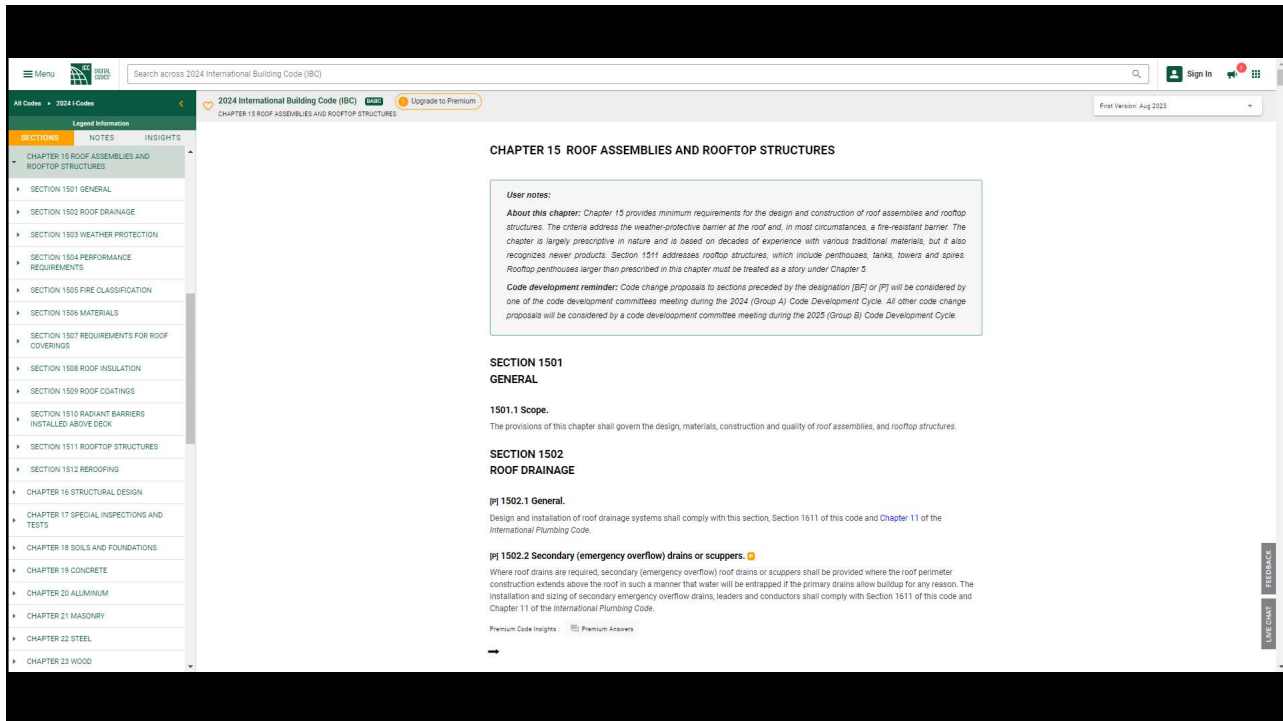 Menu
ICC DIGITAL CODES
Search across 2024 International Building Code (IBC)
Sign In
1
All Codes » 2024 I-Codes
Legend Information
SECTIONS NOTES INSIGHTS
CHAPTER 15 ROOF ASSEMBLIES AND
ROOFTOP STRUCTURES
SECTION 1501 GENERAL
SECTION 1502 ROOF DRAINAGE
SECTION 1503 WEATHER PROTECTION
SECTION 1504 PERFORMANCE
REQUIREMENTS
SECTION 1505 FIRE CLASSIFICATION
SECTION 1506 MATERIALS
SECTION 1507 REQUIREMENTS FOR ROOF
COVERINGS
SECTION 1508 ROOF INSULATION
SECTION 1509 ROOF COATINGS
SECTION 1510 RADIANT BARRIERS
INSTALLED ABOVE DECK
SECTION 1511 ROOFTOP STRUCTURES
SECTION 1512 REROOFING
CHAPTER 16 STRUCTURAL DESIGN
CHAPTER 17 SPECIAL INSPECTIONS AND
TESTS
CHAPTER 18 SOILS AND FOUNDATIONS
CHAPTER 19 CONCRETE
CHAPTER 20 ALUMINUM
CHAPTER 21 MASONRY
CHAPTER 22 STEEL
CHAPTER 23 WOOD
2024 International Building Code (IBC) BASIC Upgrade to Premium
CHAPTER 15 ROOF ASSEMBLIES AND ROOFTOP STRUCTURES
First Version: Aug 2023
CHAPTER 15 ROOF ASSEMBLIES AND ROOFTOP STRUCTURES
User notes:
About this chapter: Chapter 15 provides minimum requirements for the design and construction of roof assemblies and rooftop
structures. The criteria address the weather-protective barrier at the roof and, in most circumstances, a fire-resistant barrier. The
chapter is largely prescriptive in nature and is based on decades of experience with various traditional materials, but it also
recognizes newer products. Section 1511 addresses rooftop structures, which include penthouses, tanks, towers and spires.
Rooftop penthouses larger than prescribed in this chapter must be treated as a story under Chapter 5.
Code development reminder: Code change proposals to sections preceded by the designation [BF] or [P] will be considered by
one of the code development committees meeting during the 2024 (Group A) Code Development Cycle. All other code change
proposals will be considered by a code development committee meeting during the 2025 (Group B) Code Development Cycle.
SECTION 1501
GENERAL
1501.1 Scope.
The provisions of this chapter shall govern the design, materials, construction and quality of roof assemblies, and rooftop structures.
SECTION 1502
ROOF DRAINAGE
[P] 1502.1 General.
Design and installation of roof drainage systems shall comply with this section, Section 1611 of this code and Chapter 11 of the
International Plumbing Code.
[P] 1502.2 Secondary (emergency overflow) drains or scuppers. P
Where roof drains are required, secondary (emergency overflow) roof drains or scuppers shall be provided where the roof perimeter
construction extends above the roof in such a manner that water will be entrapped if the primary drains allow buildup for any reason. The
installation and sizing of secondary emergency overflow drains, leaders and conductors shall comply with Section 1611 of this code and
Chapter 11 of the International Plumbing Code.
Premium Code Insights : Premium Answers
FEEDBACK
LIVE CHAT